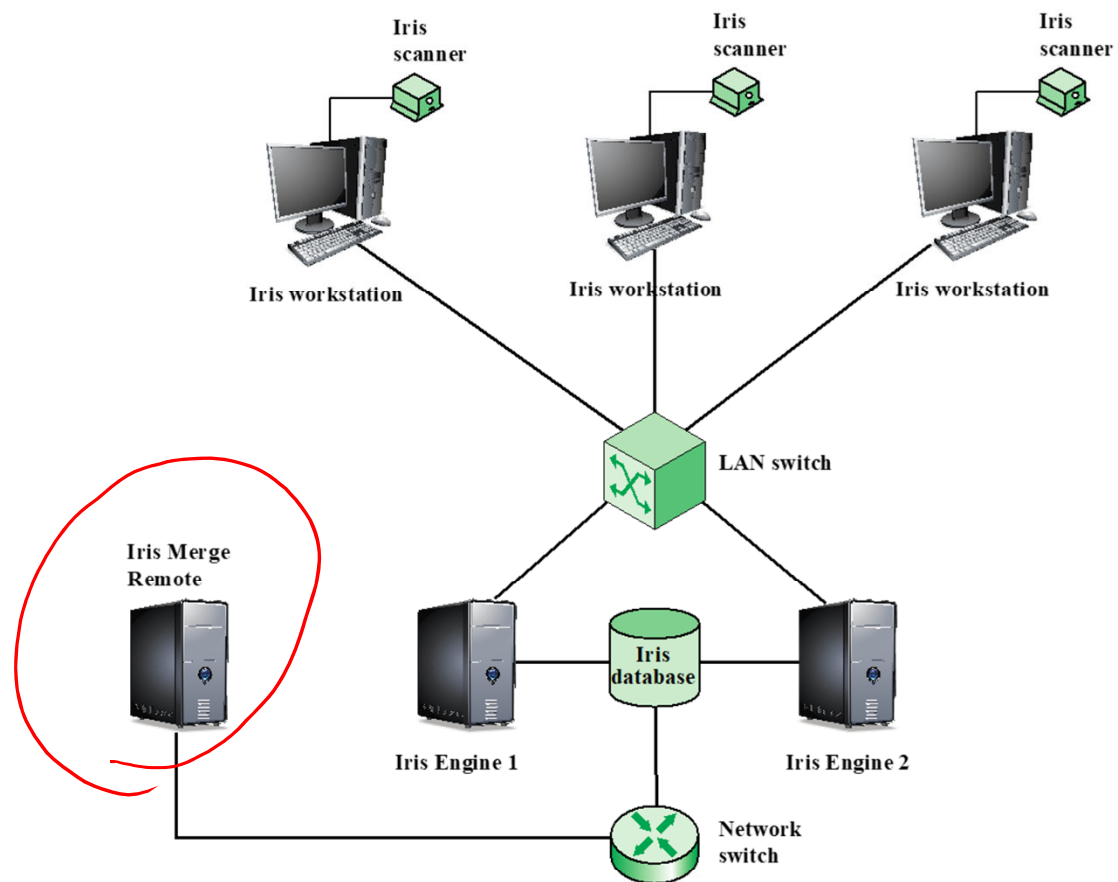 Iris
scanner
Iris
scanner
Iris
scanner
Iris workstation
Iris workstation
Iris workstation
LAN switch
Iris Merge
Remote
Iris
database
Iris Engine 1
Iris Engine 2
Network
switch